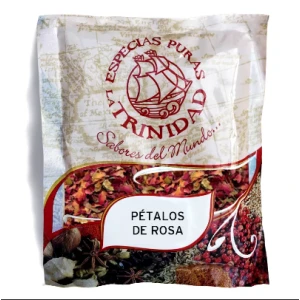 ESPECIAS PURAS
LA TRINIDAD
Sabores del Mundo...
PÉTALOS
DE ROSA